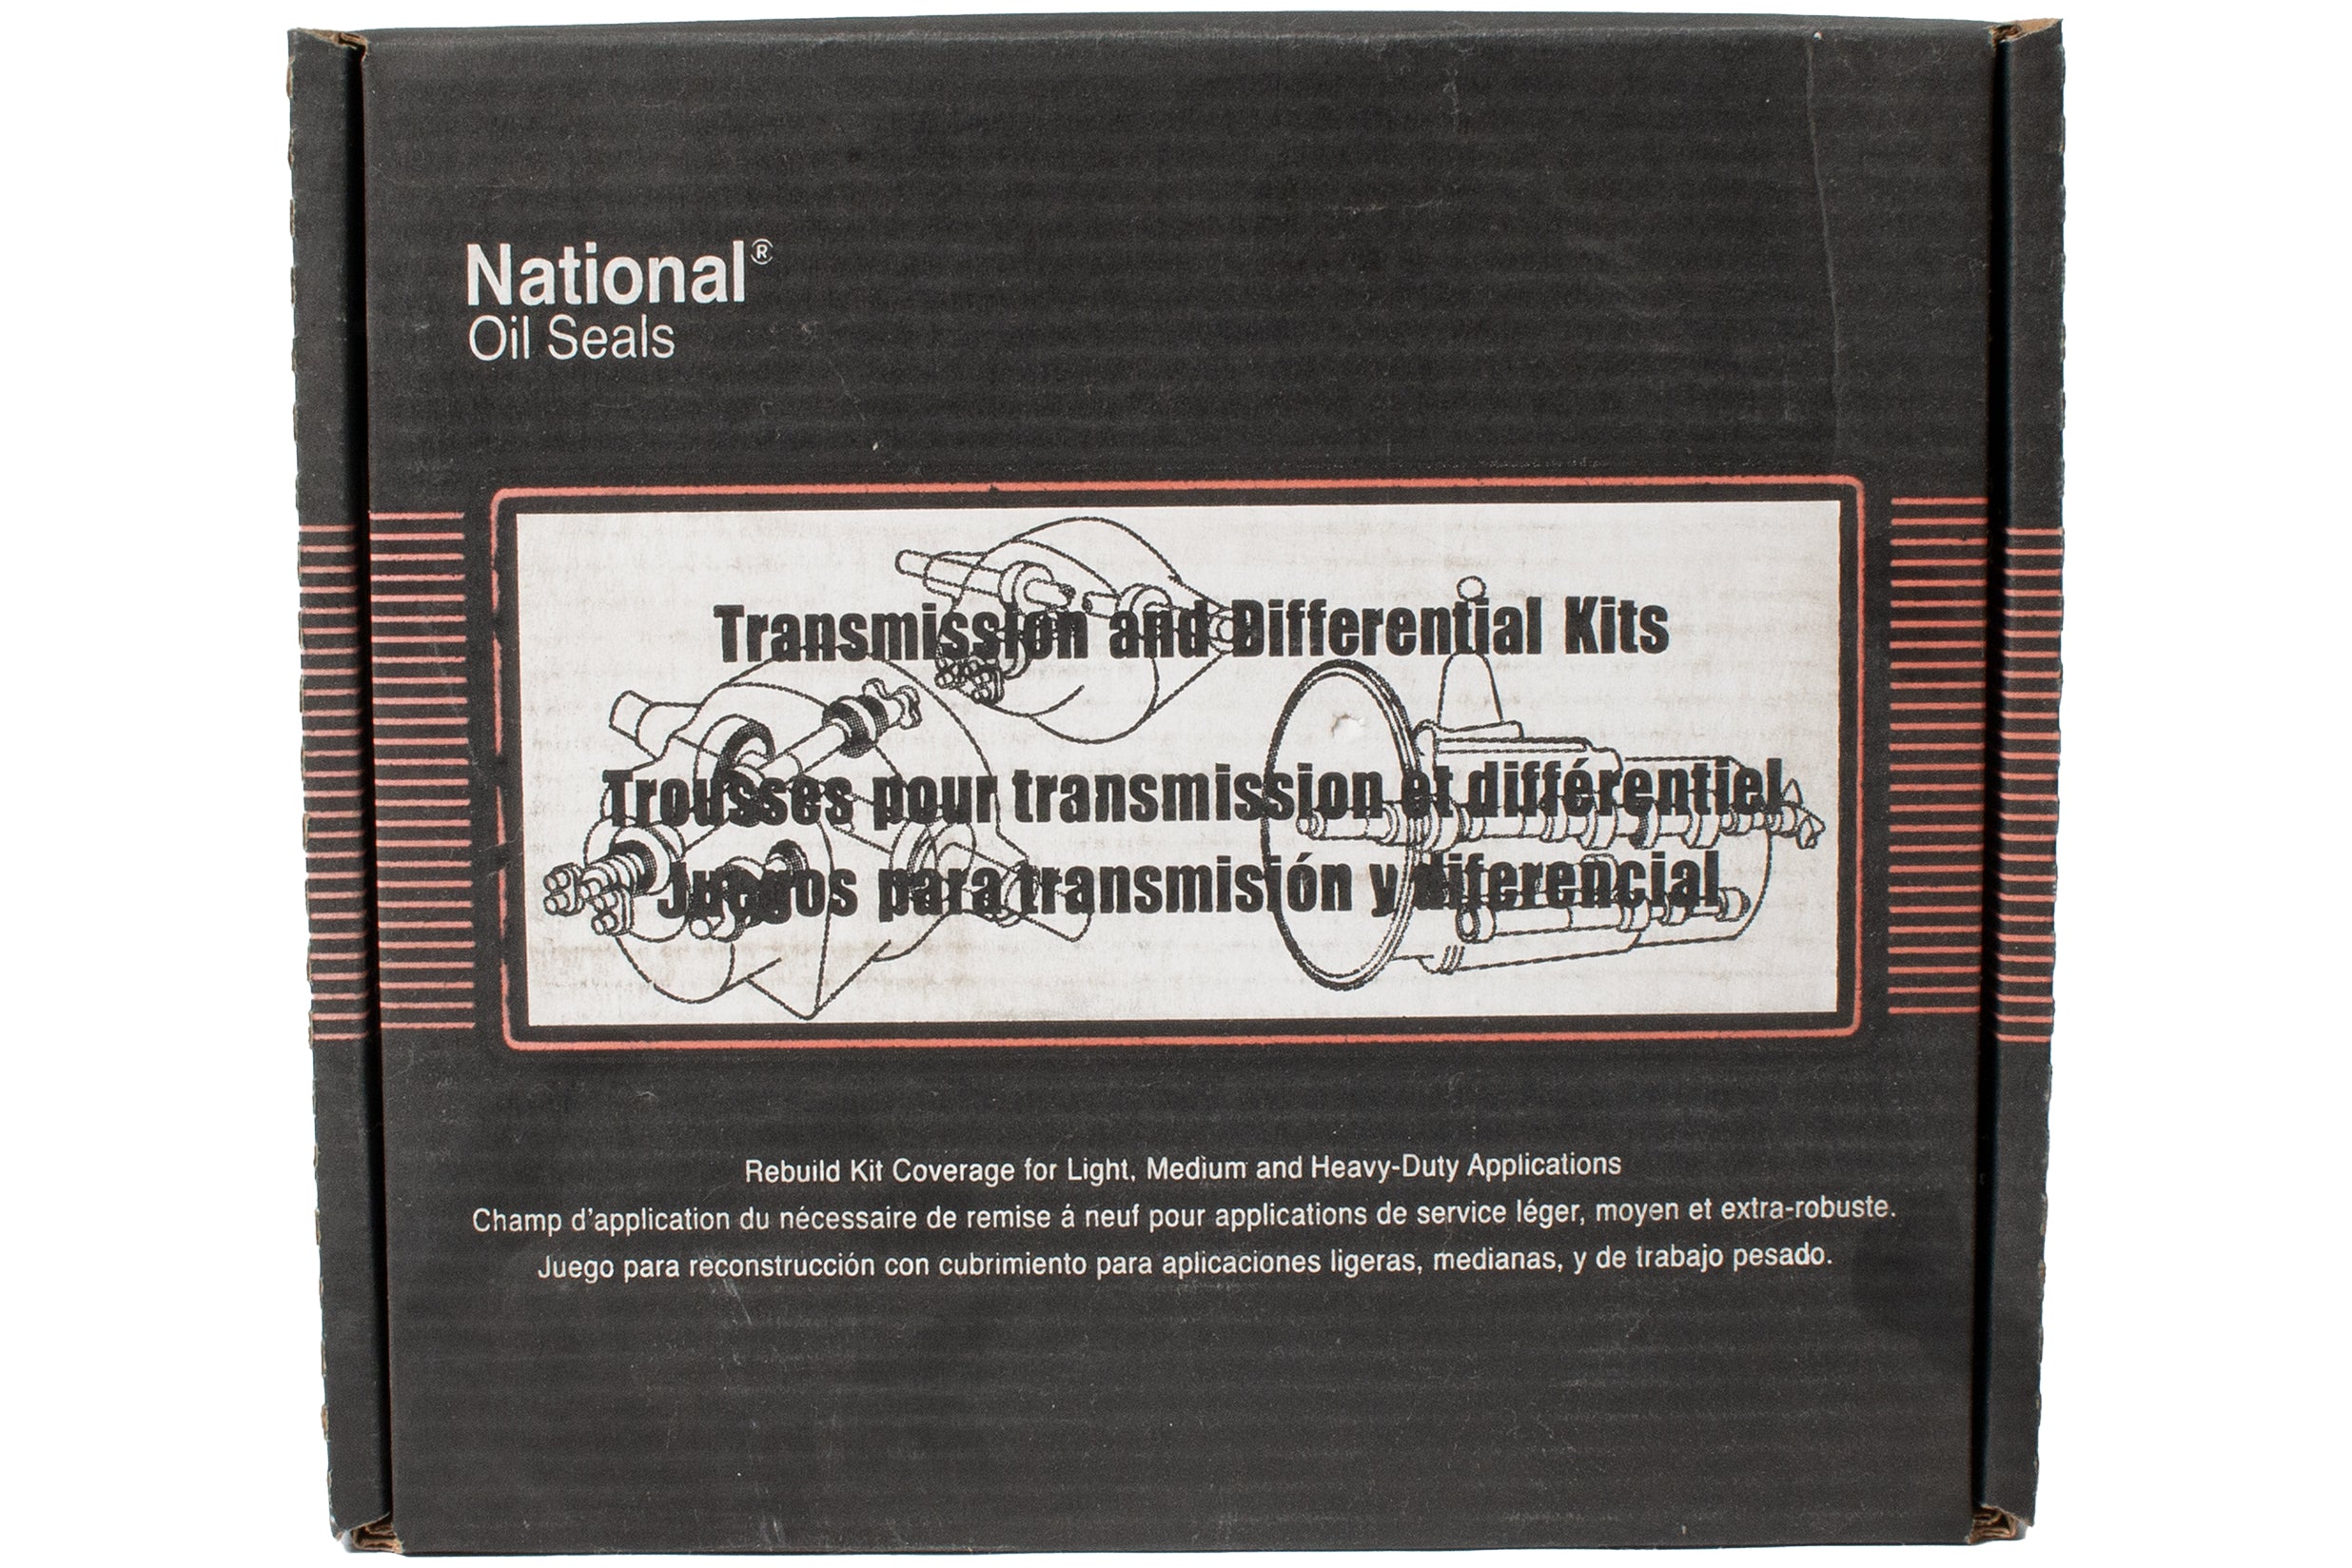 National®
Oil Seals
Transmission and Differential Kits
Trousses pour transmission et différentiel
Juegos para transmisión y diferencial
Rebuild Kit Coverage for Light, Medium and Heavy-Duty Applications
Champ d'application du nécessaire de remise á neuf pour applications de service léger, moyen et extra-robuste.
Juego para reconstrucción con cubrimiento para aplicaciones ligeras, medianas, y de trabajo pesado.